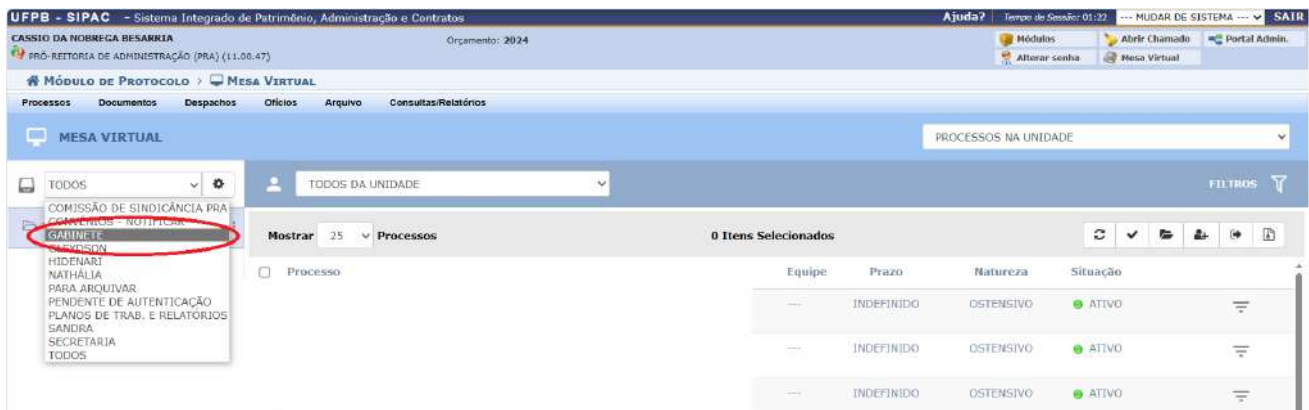 UFPB - SIPAC - Sistema Integrado de Patrimônio, Administração e Contratos Ajuda? Tempo de Sessão: 01:22 --- MUDAR DE SISTEMA --- SAIR
CASSIO DA NOBREGA BESARRIA Orçamento: 2024 Módulos Abrir Chamado Portal Admin.
PRÓ-REITORIA DE ADMINISTRAÇÃO (PRA) (11.00.47) Alterar senha Mesa Virtual
MÓDULO DE PROTOCOLO > MESA VIRTUAL
Processos Documentos Despachos Ofícios Arquivo Consultas/Relatórios
MESA VIRTUAL PROCESSOS NA UNIDADE
TODOS TODOS DA UNIDADE FILTROS
COMISSÃO DE SINDICÂNCIA PRA
CONVÊNIOS - NOTIFICAR
GABINETE
GLEYDSON
HIDENARI
NATHÁLIA
PARA ARQUIVAR
PENDENTE DE AUTENTICAÇÃO
PLANOS DE TRAB. E RELATÓRIOS
SANDRA
SECRETARIA
TODOS
Mostrar 25 Processos 0 Itens Selecionados
Processo Equipe Prazo Natureza Situação
--- INDEFINIDO OSTENSIVO ATIVO
--- INDEFINIDO OSTENSIVO ATIVO
--- INDEFINIDO OSTENSIVO ATIVO